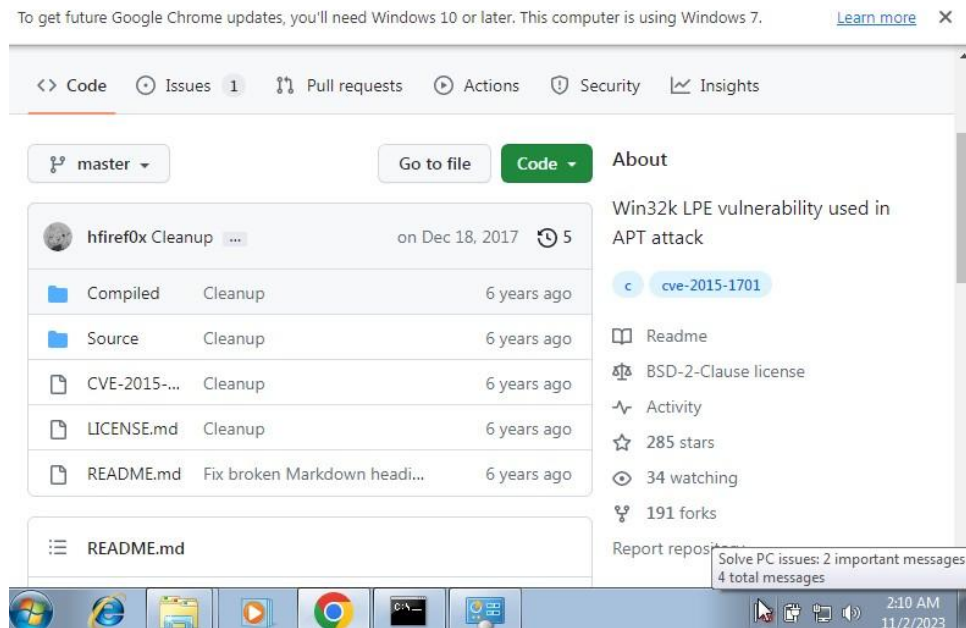 To get future Google Chrome updates, you'll need Windows 10 or later. This computer is using Windows 7. Learn more
Code Issues 1 Pull requests Actions Security Insights
master Go to file Code
About
Win32k LPE vulnerability used in
APT attack
c cve-2015-1701
hfiref0x Cleanup ... on Dec 18, 2017 5
Compiled Cleanup 6 years ago
Source Cleanup 6 years ago
CVE-2015-... Cleanup 6 years ago
LICENSE.md Cleanup 6 years ago
README.md Fix broken Markdown headi... 6 years ago
README.md
Readme
BSD-2-Clause license
Activity
285 stars
34 watching
191 forks
Report repository
Solve PC issues: 2 important messages
4 total messages
2:10 AM
11/2/2023